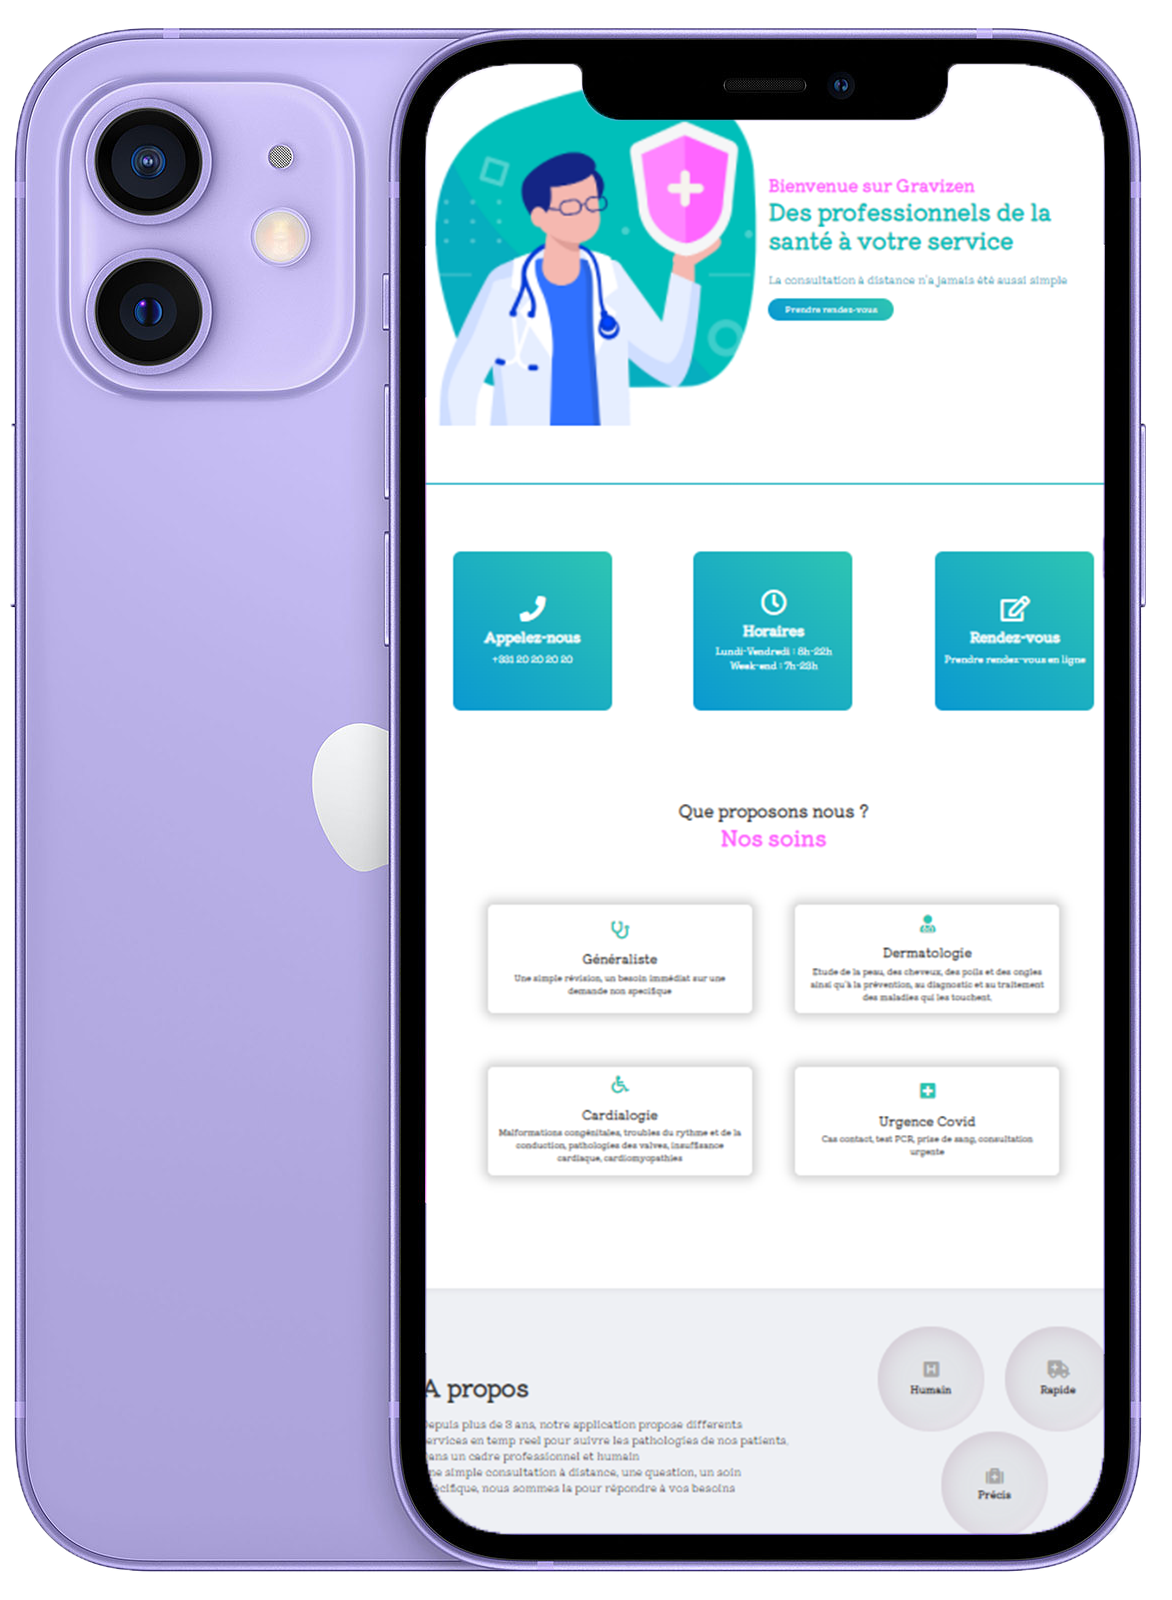 Bienvenue sur Gravizen
Des professionnels de la
santé à votre service
La consultation à distance n'a jamais été aussi simple
Prendre rendez-vous
Appelez-nous
+331 20 20 20 20
Horaires
Lundi-Vendredi : 8h-22h
Week-end : 7h-23h
Rendez-vous
Prendre rendez-vous en ligne
Que proposons nous ?
Nos soins
Généraliste
Une simple révision, un besoin immédiat sur une
demande non specifique
Dermatologie
Etude de la peau, des cheveux, des poils et des ongles
ainsi qu'à la prévention, au diagnostic et au traitement
des maladies qui les touchent.
Cardialogie
Malformations congénitales, troubles du rythme et de la
conduction, pathologies des valves, insuffisance
cardiaque, cardiomyopathies
Urgence Covid
Cas contact, test PCR, prise de sang, consultation
urgente
A propos
epuis plus de 3 ans, notre application propose differents
ervices en temp reel pour suivre les pathologies de nos patients,
ans un cadre professionnel et humain
ne simple consultation à distance, une question, un soin
écifique, nous sommes la pour répondre à vos besoins
Humain
Rapide
Précis